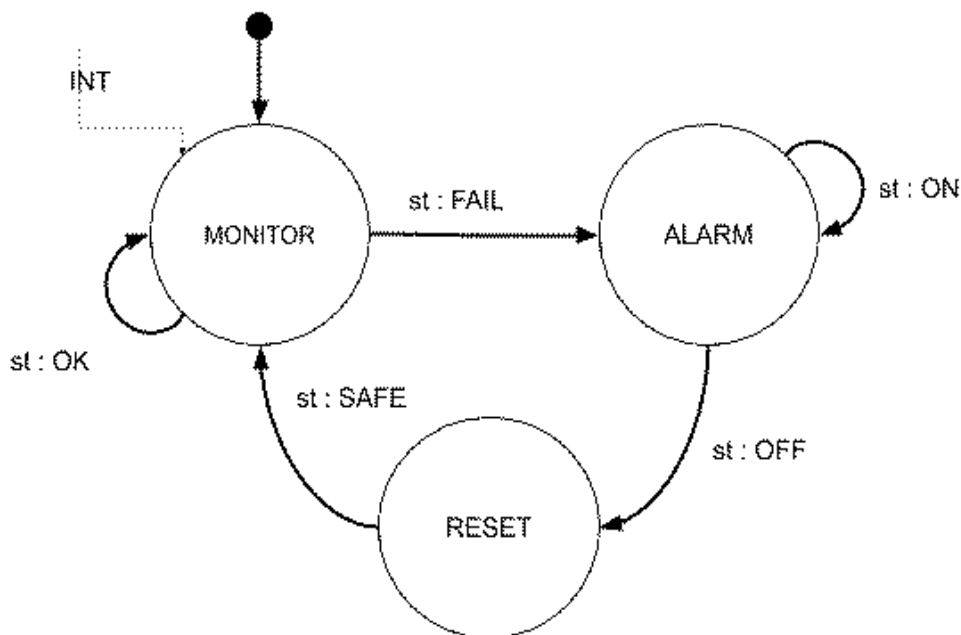 INT
st : FAIL
st : ON
MONITOR
ALARM
st : OK
st : SAFE
st : OFF
RESET